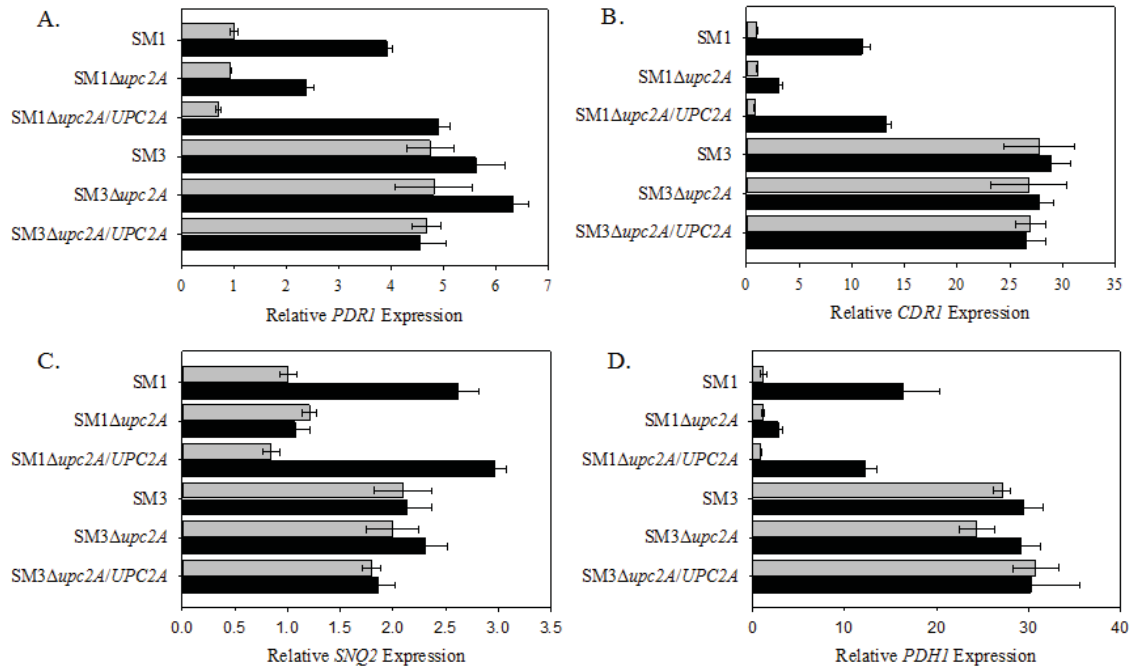 A.
SM1
SM1Δupc2A
SM1Δupc2A/UPC2A
SM3
SM3Δupc2A
SM3Δupc2A/UPC2A
0 1 2 3 4 5 6 7
Relative PDR1 Expression
B.
SM1
SM1Δupc2A
SM1Δupc2A/UPC2A
SM3
SM3Δupc2A
SM3Δupc2A/UPC2A
0 5 10 15 20 25 30 35
Relative CDR1 Expression
C.
SM1
SM1Δupc2A
SM1Δupc2A/UPC2A
SM3
SM3Δupc2A
SM3Δupc2A/UPC2A
0.0 0.5 1.0 1.5 2.0 2.5 3.0 3.5
Relative SNQ2 Expression
D.
SM1
SM1Δupc2A
SM1Δupc2A/UPC2A
SM3
SM3Δupc2A
SM3Δupc2A/UPC2A
0 10 20 30 40
Relative PDH1 Expression